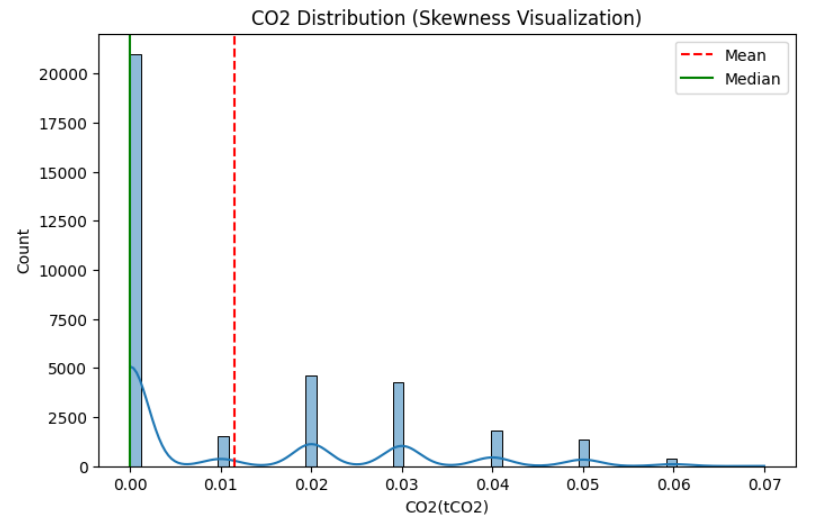 CO2 Distribution (Skewness Visualization)
Mean
Median
20000
17500
15000
12500
10000
7500
5000
2500
0
Count
0.00 0.01 0.02 0.03 0.04 0.05 0.06 0.07
CO2(tCO2)